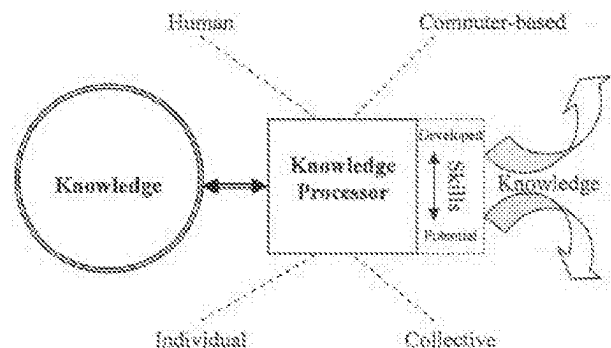 Human
Computer-based
Knowledge
Knowledge
Processor
Developed
Skills
Potential
Knowledge
Individual
Collective